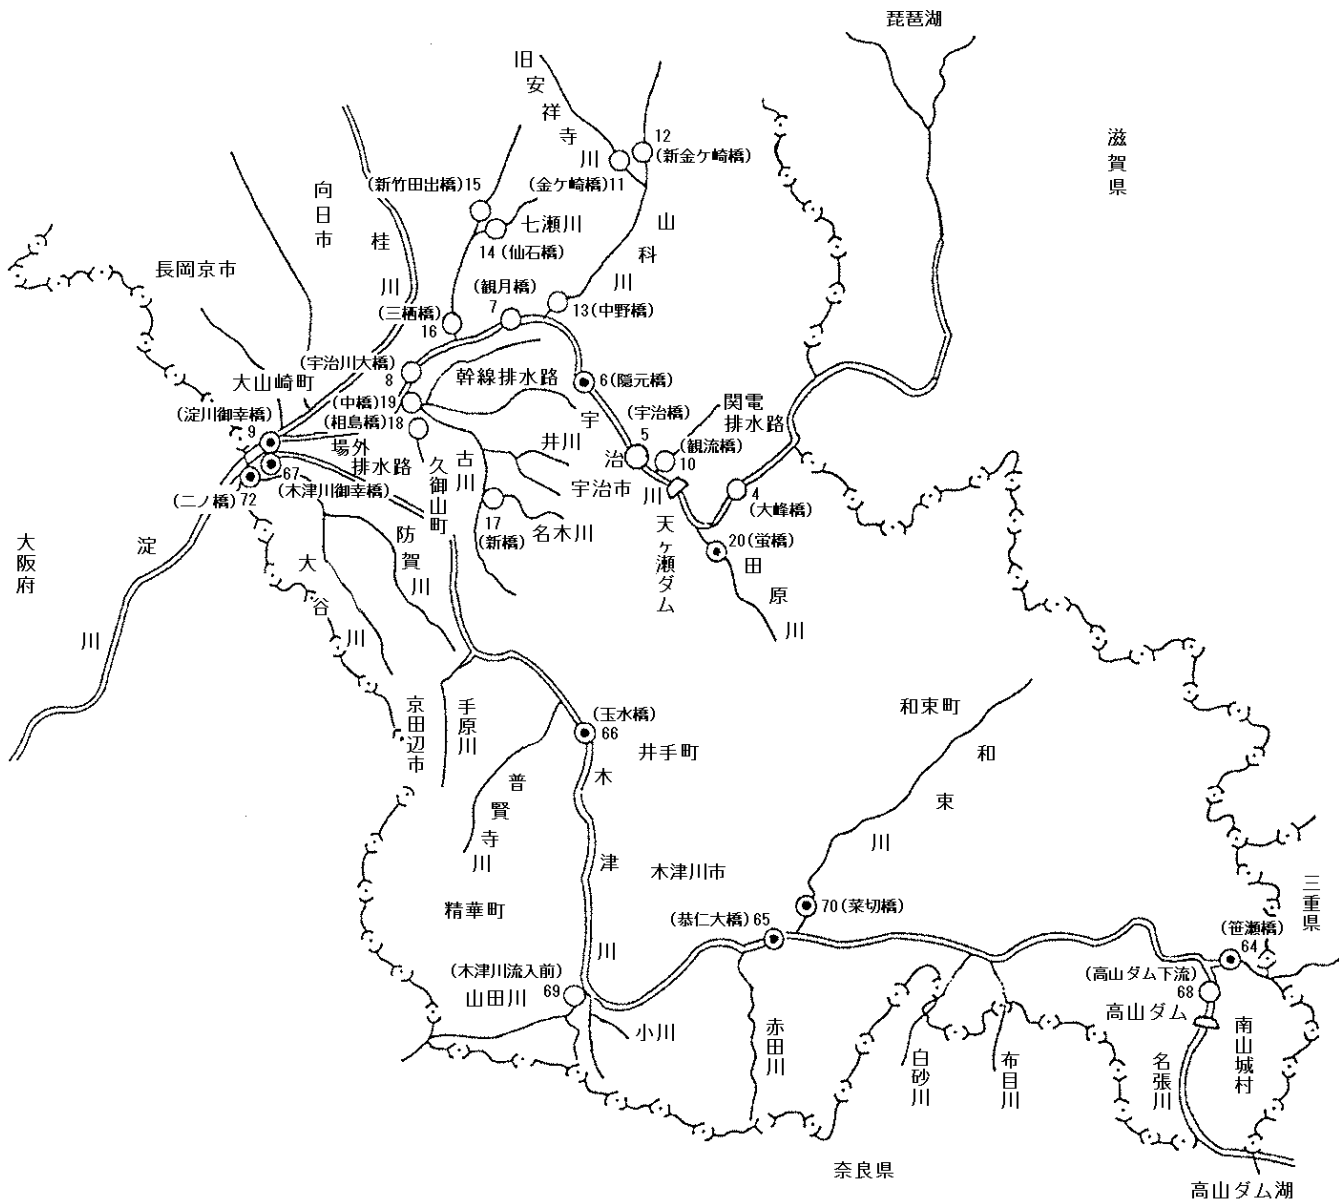 琵琶湖
滋賀県
旧安祥寺川
12
(新金ケ崎橋)
(金ケ崎橋)11
(新竹田出橋)15
向日市
桂川
山科川
七瀬川
14(仙石橋)
長岡京市
(観月橋)
7
13(中野橋)
(三栖橋)
16
(宇治川大橋)
8
幹線排水路
6(隠元橋)
大山崎町
(中橋)19
(宇治橋)
5
関電
排水路
(淀川御幸橋)
9
(相島橋)18
場外
排水路
宇治川
(観流橋)
10
井川
古川
宇治市
久御山町
67
(木津川御幸橋)
(二ノ橋)72
4
(大峰橋)
17
(新橋)
名木川
天ヶ瀬ダム
20(蛍橋)
田原川
大阪府
淀川
防賀川
大谷川
京田辺市
手原川
(玉水橋)
66
井手町
和束町
和束川
普賢寺川
木津川
木津川市
精華町
70(菜切橋)
(恭仁大橋)65
三重県
(笹瀬橋)
64
(木津川流入前)
山田川
69
(高山ダム下流)
68
高山ダム
小川
赤田川
白砂川
布目川
名張川
南山城村
奈良県
高山ダム湖